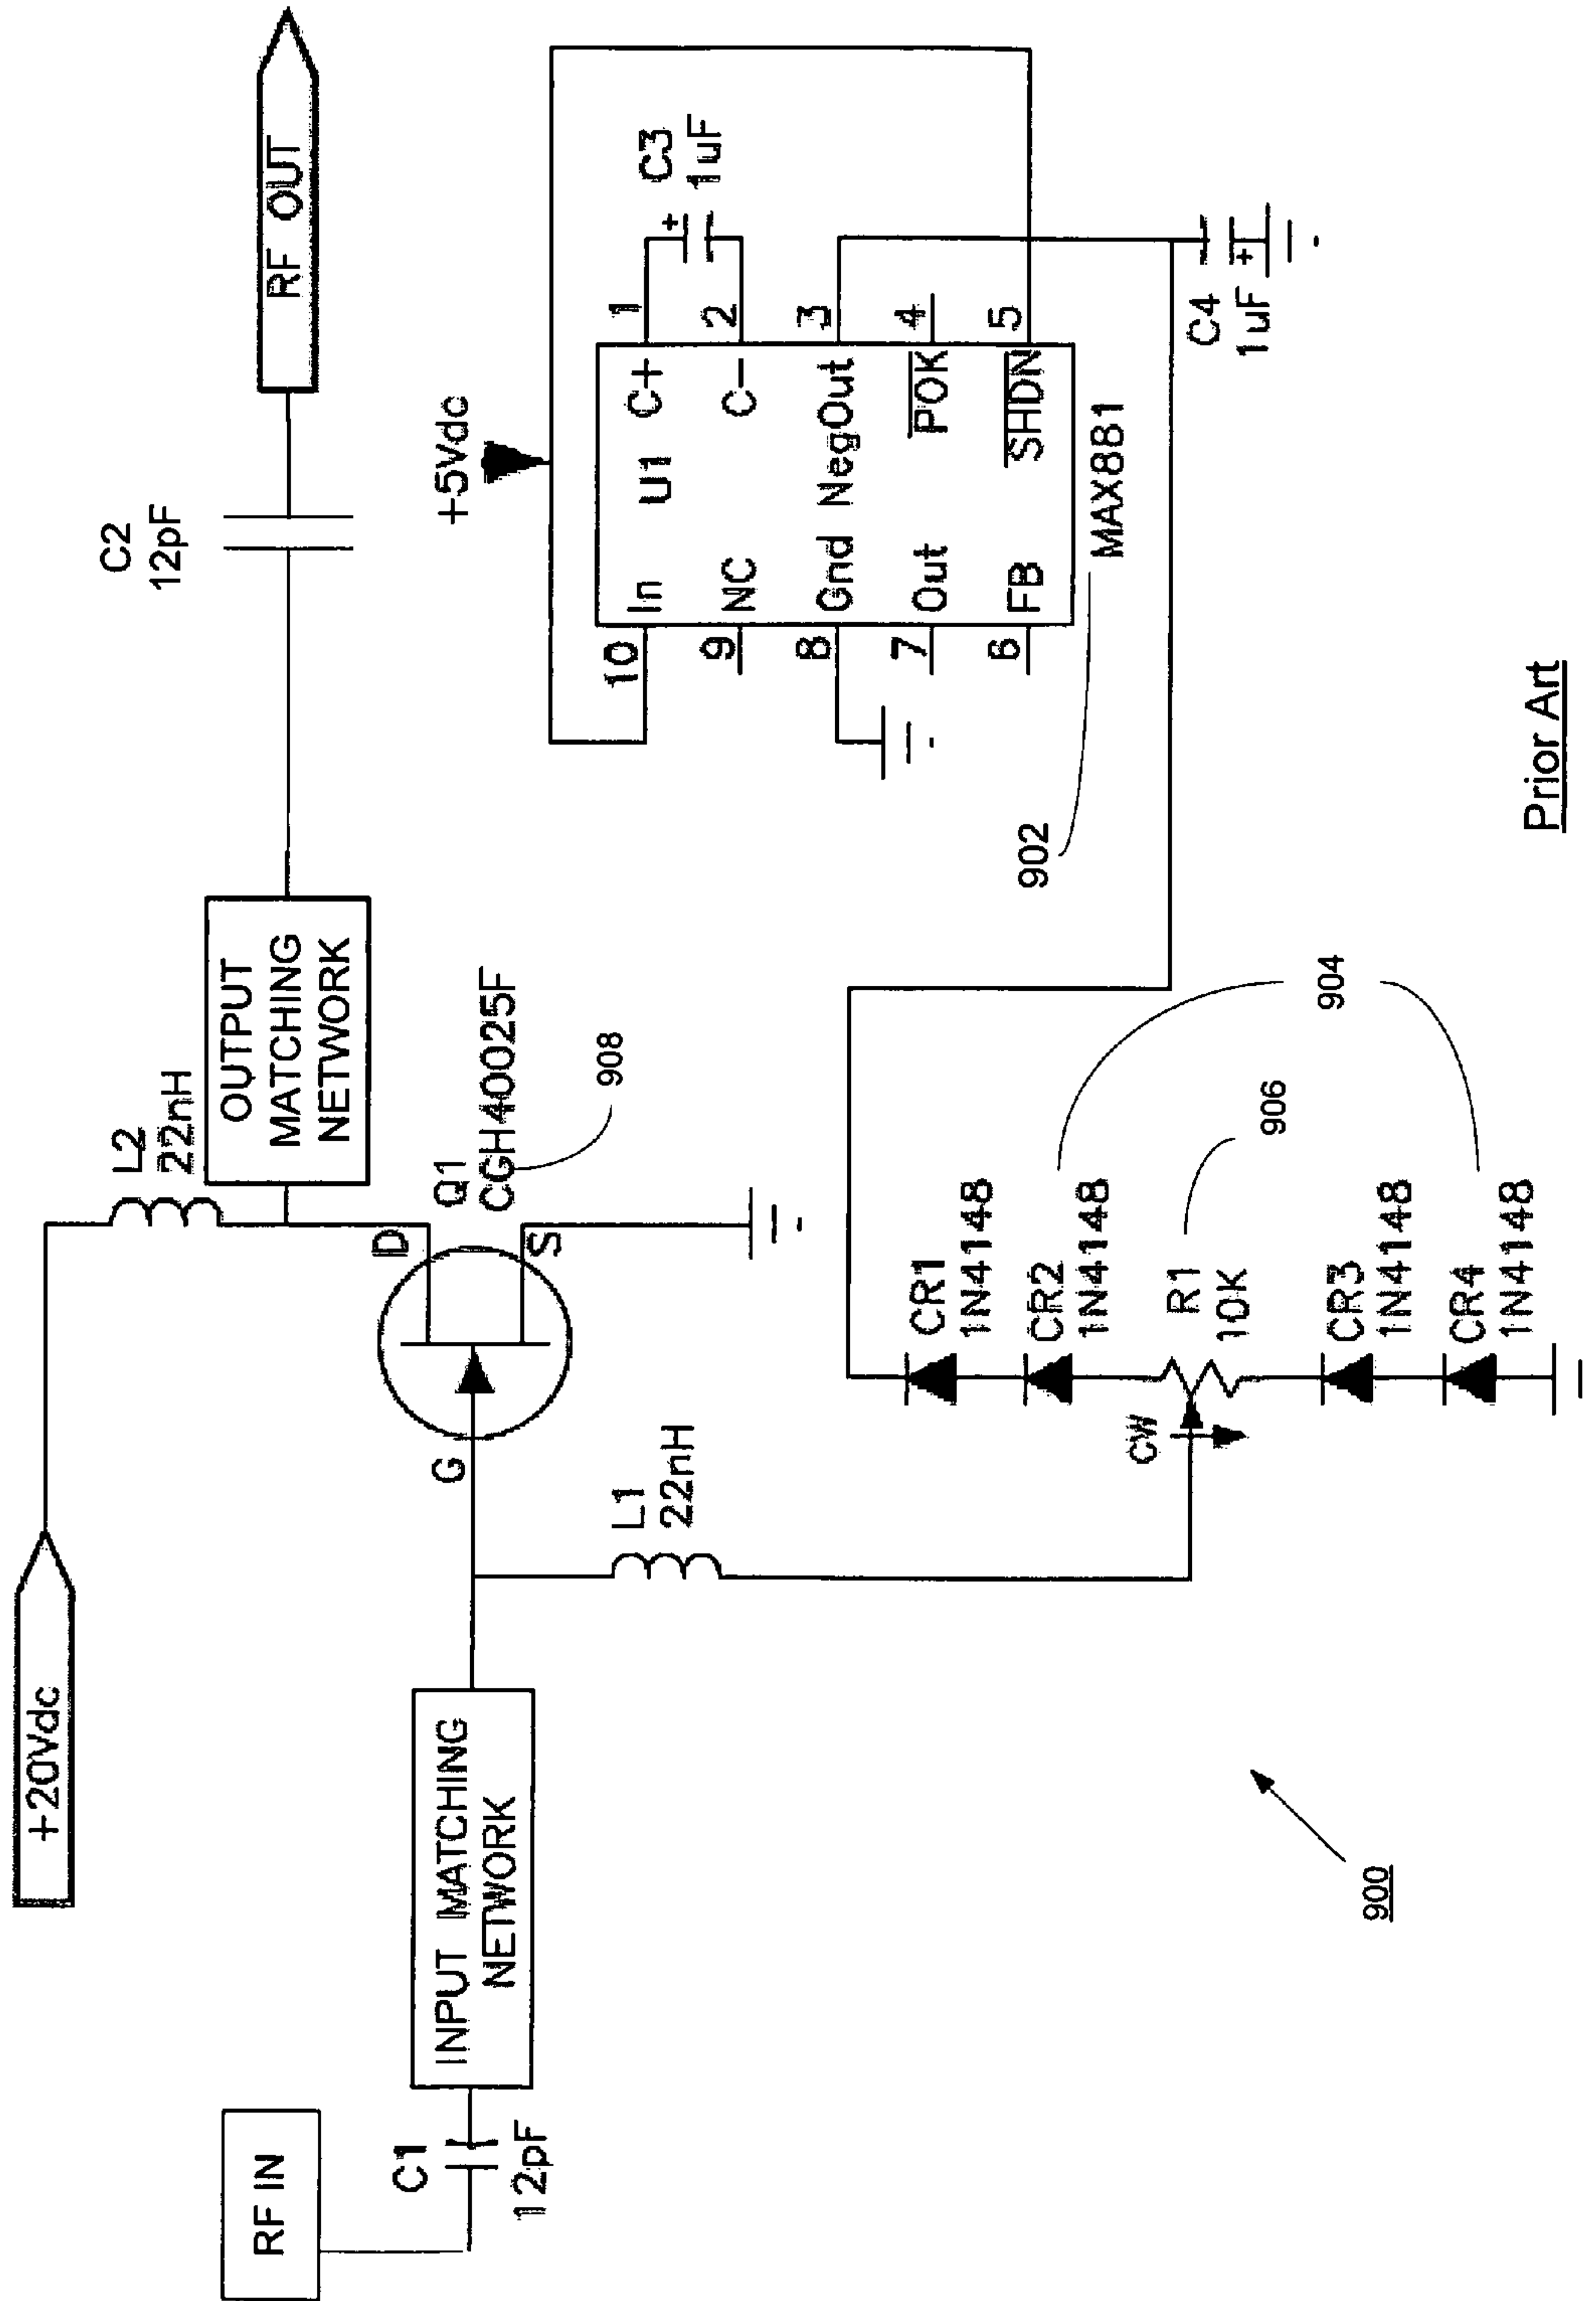 +20Vdc
L2
22nH
OUTPUT
MATCHING
NETWORK
C2
12pF
RF OUT
RF IN
C1
12pF
INPUT MATCHING
NETWORK
G
D
S
Q1
CGH40025F
908
L1
22nH
+5Vdc
10
In
U1
C+
1
9
NC
C-
2
8
Gnd
NegOut
3
7
Out
POK
4
6
FB
SHDN
5
MAX881
902
C3
1uF
+
C4
1uF
+
CR1
1N4148
CR2
1N4148
904
CW
R1
10K
906
CR3
1N4148
CR4
1N4148
900
Prior Art